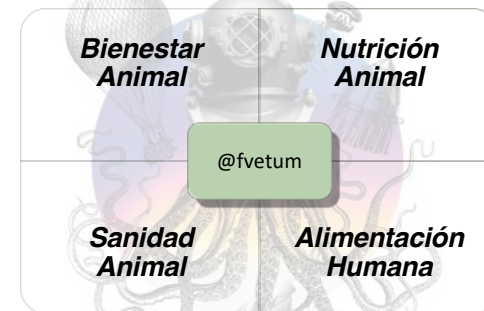 Bienestar
Animal
Nutrición
Animal
@fvetum
Sanidad
Animal
Alimentación
Humana